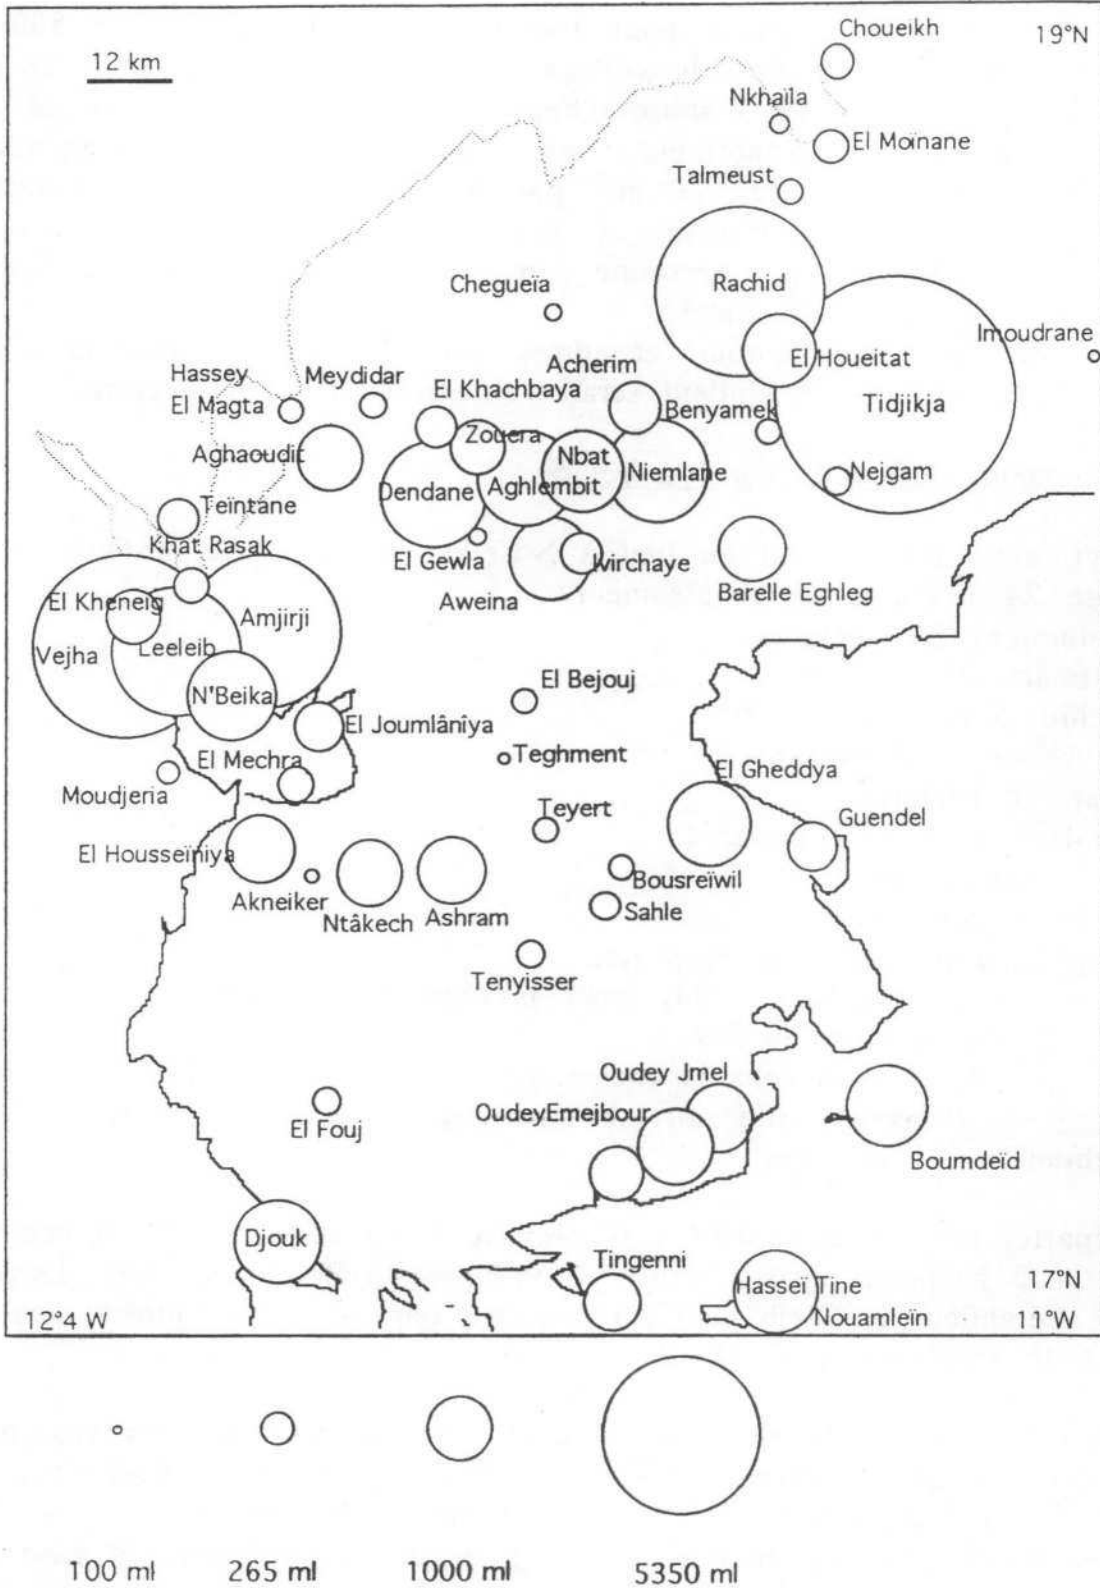 Choueikh
19°N
12 km
Nkhaïla
El Moïnane
Talmeust
Rachid
Chegueïa
Imoudrane
El Houeitat
Acherim
Hassey
El Magta
Meydidar
El Khachbaya
Benyamek
Tidjikja
Zouera
Aghaoudit
Nbat
Niemlane
Nejgam
Dendane
Aghlembit
Teïntane
Khat Rasak
El Gewla
Ivirchaye
Aweina
Barelle Eghleg
El Kheneig
Amjirji
Vejha
Leeleib
N'Beika
El Bejouj
El Joumlânîya
El Mechra
Teghment
El Gheddya
Moudjeria
Teyert
Guendel
El Housseïniya
Bousreïwil
Akneiker
Ntâkech
Ashram
Sahle
Tenyisser
Oudey Jmel
OudeyEmejbour
El Fouj
Boumdeïd
Djouk
Tingenni
Hasseï Tine
Nouamleïn
17°N
12°4 W
11°W
100 ml 265 ml 1000 ml 5350 ml